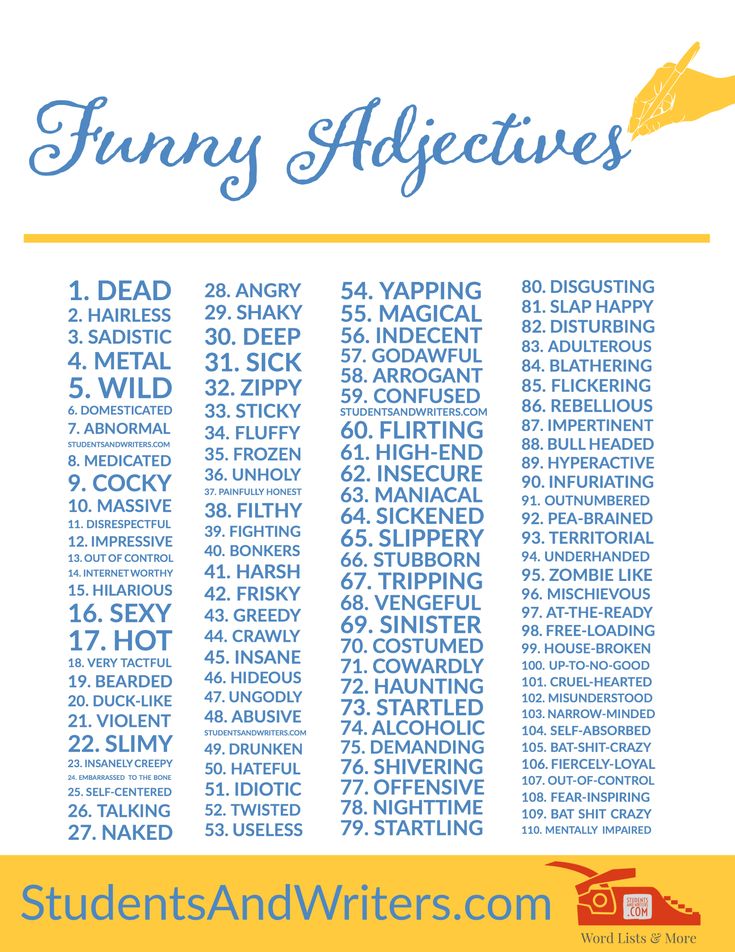 Funny Adjectives
1. DEAD
2. HAIRLESS
3. SADISTIC
4. METAL
5. WILD
6. DOMESTICATED
7. ABNORMAL
STUDENTSANDWRITERS.COM
8. MEDICATED
9. COCKY
10. MASSIVE
11. DISRESPECTFUL
12. IMPRESSIVE
13. OUT OF CONTROL
14. INTERNET WORTHY
15. HILARIOUS
16. SEXY
17. HOT
18. VERY TACTFUL
19. BEARDED
20. DUCK-LIKE
21. VIOLENT
22. SLIMY
23. INSANELY CREEPY
24. EMBARRASSED TO THE BONE
25. SELF-CENTERED
26. TALKING
27. NAKED
28. ANGRY
29. SHAKY
30. DEEP
31. SICK
32. ZIPPY
33. STICKY
34. FLUFFY
35. FROZEN
36. UNHOLY
37. PAINFULLY HONEST
38. FILTHY
39. FIGHTING
40. BONKERS
41. HARSH
42. FRISKY
43. GREEDY
44. CRAWLY
45. INSANE
46. HIDEOUS
47. UNGODLY
48. ABUSIVE
STUDENTSANDWRITERS.COM
49. DRUNKEN
50. HATEFUL
51. IDIOTIC
52. TWISTED
53. USELESS
54. YAPPING
55. MAGICAL
56. INDECENT
57. GODAWFUL
58. ARROGANT
59. CONFUSED
STUDENTSANDWRITERS.COM
60. FLIRTING
61. HIGH-END
62. INSECURE
63. MANIACAL
64. SICKENED
65. SLIPPERY
66. STUBBORN
67. TRIPPING
68. VENGEFUL
69. SINISTER
70. COSTUMED
71. COWARDLY
72. HAUNTING
73. STARTLED
74. ALCOHOLIC
75. DEMANDING
76. SHIVERING
77. OFFENSIVE
78. NIGHTTIME
79. STARTLING
80. DISGUSTING
81. SLAP HAPPY
82. DISTURBING
83. ADULTEROUS
84. BLATHERING
85. FLICKERING
86. REBELLIOUS
87. IMPERTINENT
88. BULL HEADED
89. HYPERACTIVE
90. INFURIATING
91. OUTNUMBERED
92. PEA-BRAINED
93. TERRITORIAL
94. UNDERHANDED
95. ZOMBIE LIKE
96. MISCHIEVOUS
97. AT-THE-READY
98. FREE-LOADING
99. HOUSE-BROKEN
100. UP-TO-NO-GOOD
101. CRUEL-HEARTED
102. MISUNDERSTOOD
103. NARROW-MINDED
104. SELF-ABSORBED
105. BAT-SHIT-CRAZY
106. FIERCELY-LOYAL
107. OUT-OF-CONTROL
108. FEAR-INSPIRING
109. BAT SHIT CRAZY
110. MENTALLY IMPAIRED
StudentsAndWriters.com
STUDENTS
AND WRITERS
.COM
Word Lists & More